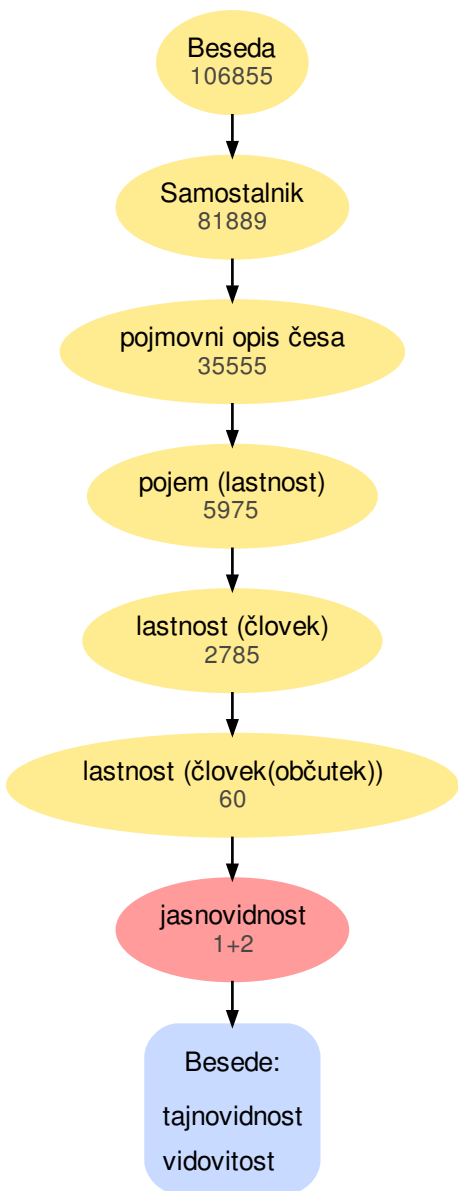 Beseda
106855
Samostalnik
81889
pojmovni opis česa
35555
pojem (lastnost)
5975
lastnost (človek)
2785
lastnost (človek(občutek))
60
jasnovidnost
1+2
Besede:
tajnovidnost
vidovitost